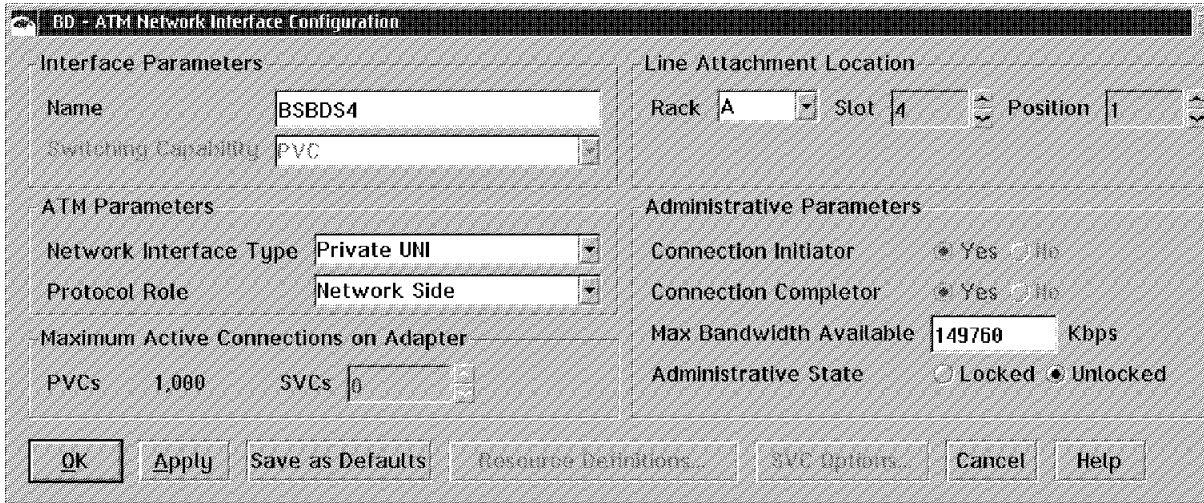 BD - ATM Network Interface Configuration
Interface Parameters
Name BSBDS4
Switching Capability PVC
ATM Parameters
Network Interface Type Private UNI
Protocol Role Network Side
Maximum Active Connections on Adapter
PVCs 1,000 SVCs 0
Line Attachment Location
Rack A Slot 4 Position 1
Administrative Parameters
Connection Initiator Yes No
Connection Completor Yes No
Max Bandwidth Available 149760 Kbps
Administrative State Locked Unlocked
OK Apply Save as Defaults Resource Definitions... SVC Options... Cancel Help